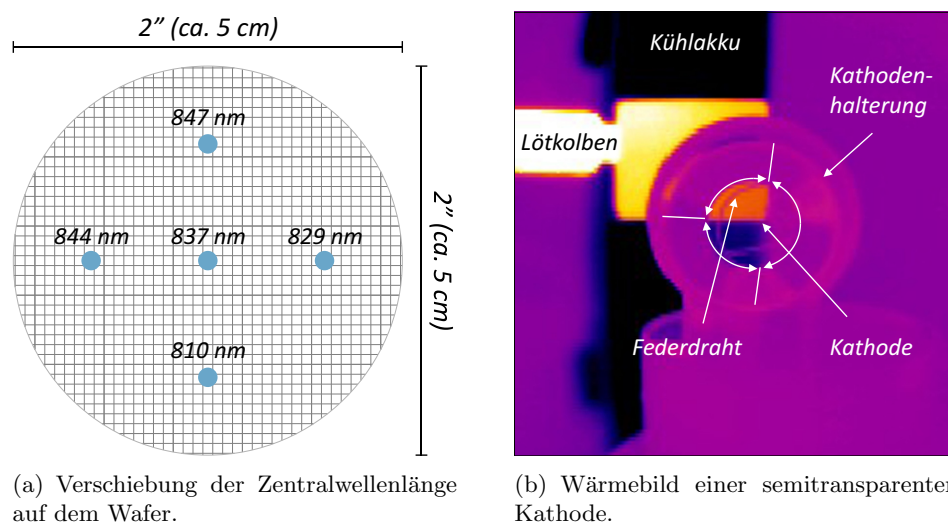 2” (ca. 5 cm)
847 nm
844 nm
837 nm
829 nm
810 nm
2” (ca. 5 cm)
(a) Verschiebung der Zentralwellenlänge
auf dem Wafer.
Kühlakku
Kathoden-
halterung
Lötkolben
Federdraht
Kathode
(b) Wärmebild einer semitransparenten
Kathode.